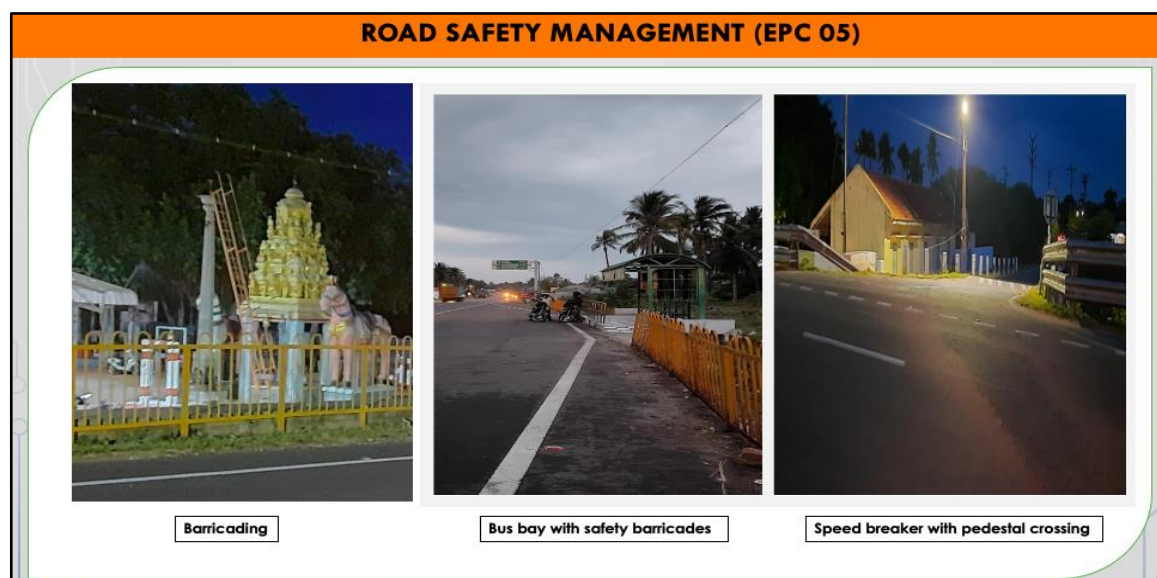 ROAD SAFETY MANAGEMENT (EPC 05)
Barricading
Bus bay with safety barricades
Speed breaker with pedestal crossing